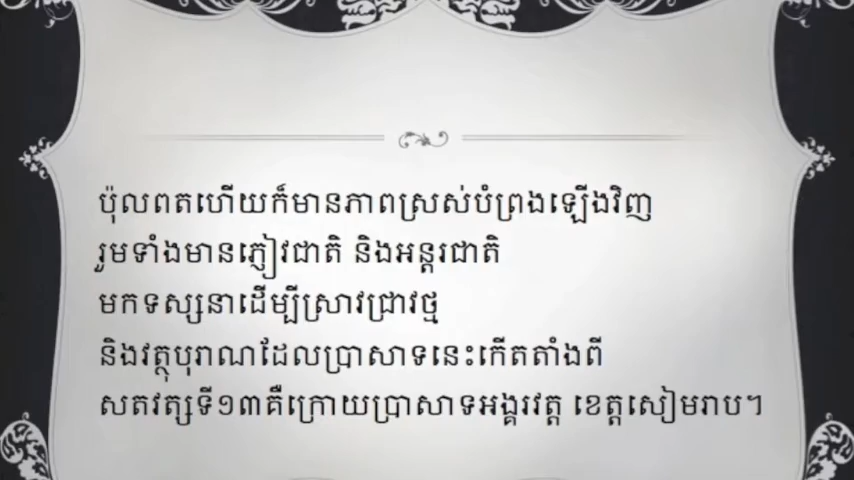 ប៉ុលពតហើយក៏មានភាពស្រស់បំព្រងឡើងវិញ
រួមទាំងមានភ្ញៀវជាតិ និងអន្តរជាតិ
មកទស្សនាដើម្បីស្រាវជ្រាវថ្ម
និងវត្ថុបុរាណដែលប្រាសាទនេះកើតតាំងពី
សតវត្សទី១៣គឺក្រោយប្រាសាទអង្គរវត្ត ខេត្តសៀមរាប។